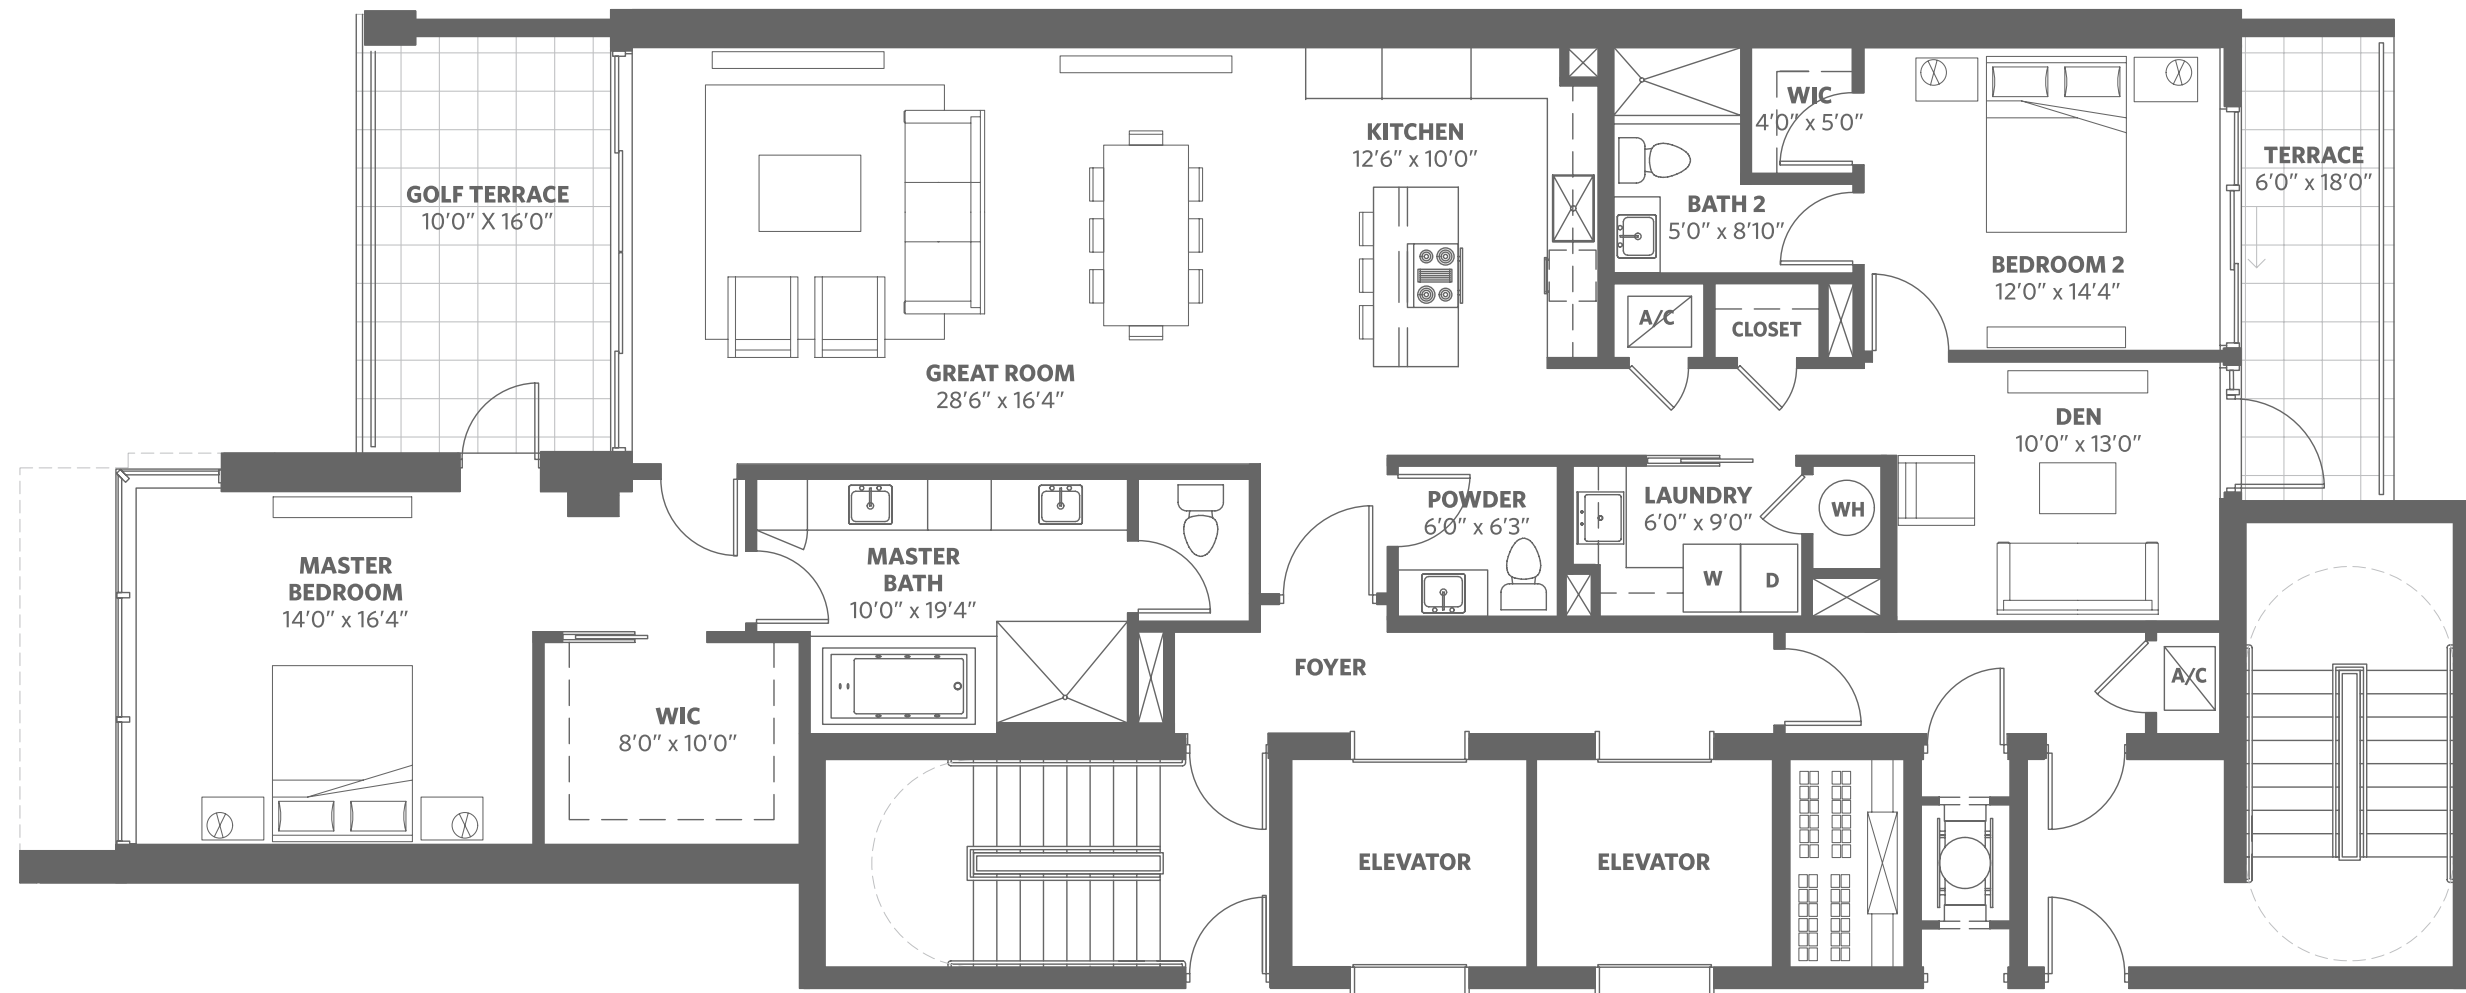 GOLF TERRACE
10'0" X 16'0"
GREAT ROOM
28'6" x 16'4"
KITCHEN
12'6" x 10'0"
WIC
4'0" x 5'0"
BATH 2
5'0" x 8'10"
BEDROOM 2
12'0" x 14'4"
TERRACE
6'0" x 18'0"
A/C
CLOSET
DEN
10'0" x 13'0"
MASTER
BEDROOM
14'0" x 16'4"
MASTER
BATH
10'0" x 19'4"
POWDER
6'0" x 6'3"
LAUNDRY
6'0" x 9'0"
WH
W
D
WIC
8'0" x 10'0"
FOYER
A/C
ELEVATOR
ELEVATOR